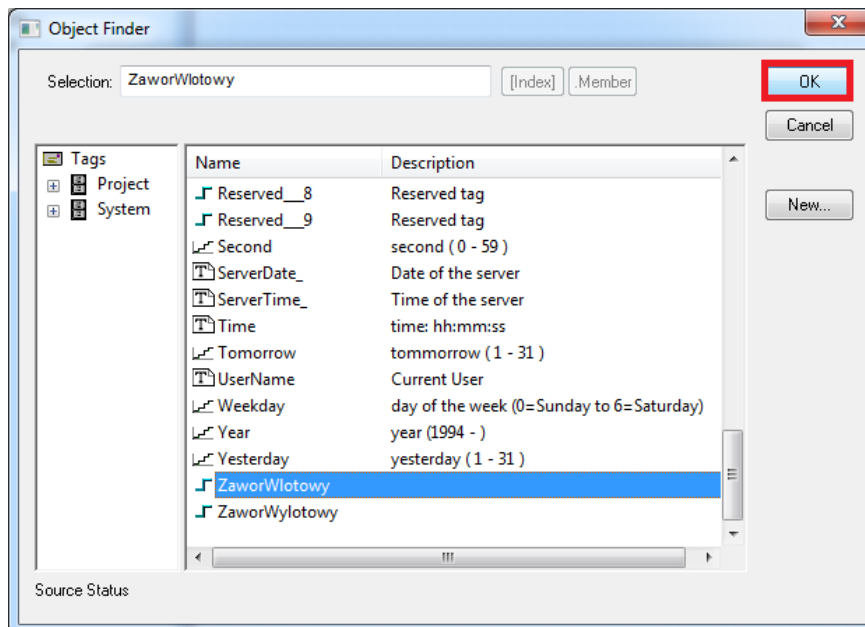 Object Finder
Selection: ZaworWlotowy [Index] .Member OK
Cancel
New...
Tags
Project
System
Name Description
Reserved__8 Reserved tag
Reserved__9 Reserved tag
Second second ( 0 - 59 )
ServerDate_ Date of the server
ServerTime_ Time of the server
Time time: hh:mm:ss
Tomorrow tommorrow ( 1 - 31 )
UserName Current User
Weekday day of the week (0=Sunday to 6=Saturday)
Year year (1994 - )
Yesterday yesterday ( 1 - 31 )
ZaworWlotowy
ZaworWylotowy
Source Status